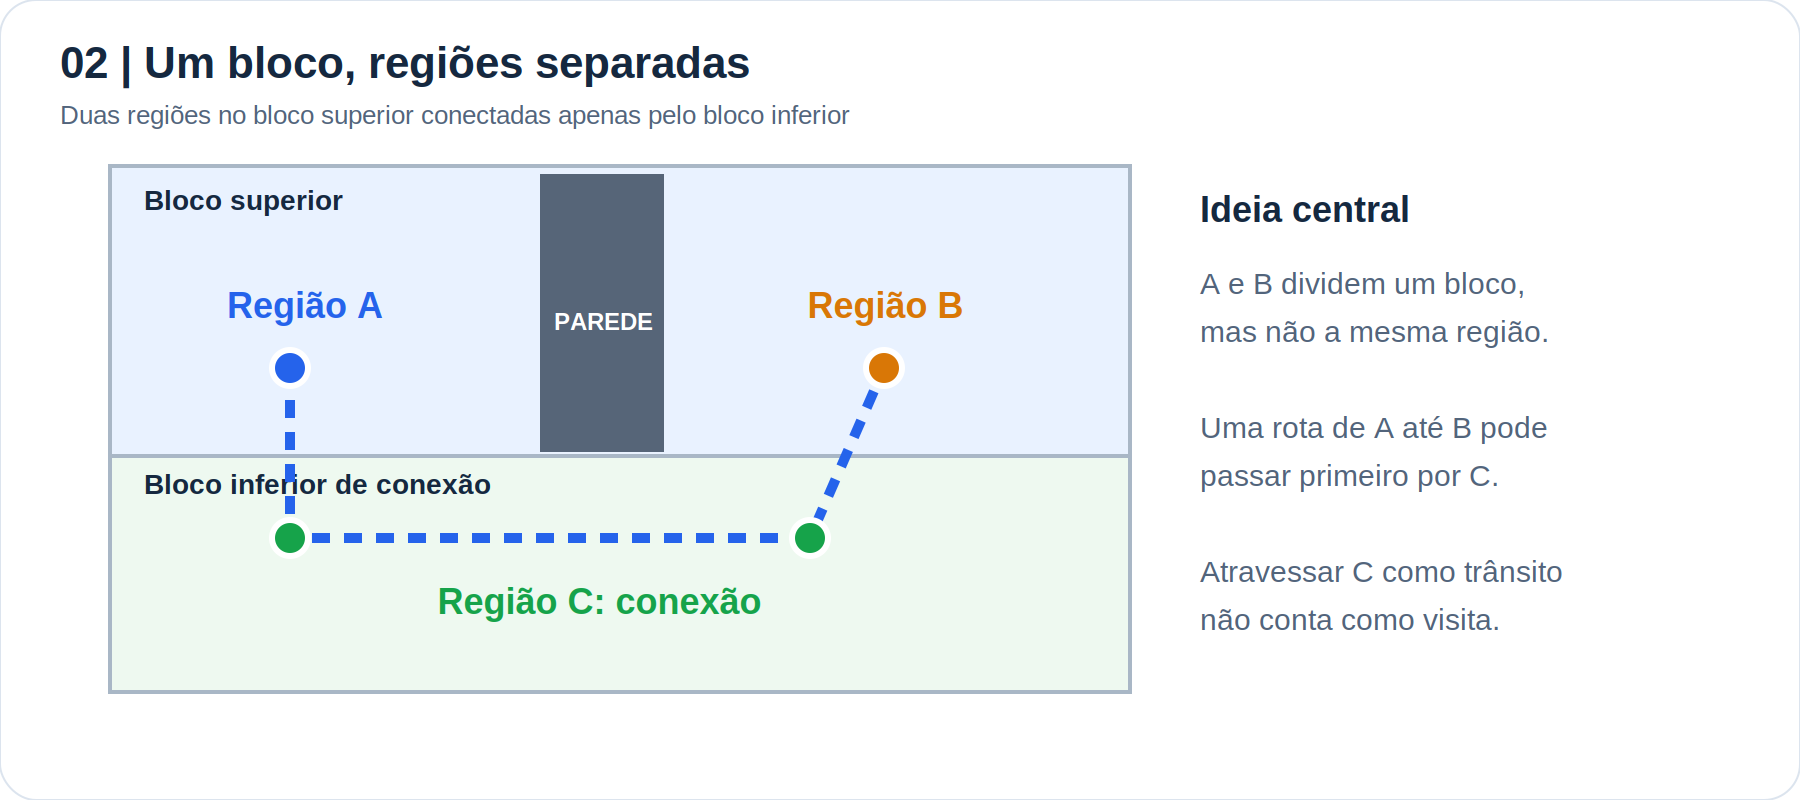 02 | Um bloco, regiões separadas
Duas regiões no bloco superior conectadas apenas pelo bloco inferior
Bloco superior
Região A
PAREDE
Região B
Bloco inferior de conexão
Região C: conexão
Ideia central
A e B dividem um bloco,
mas não a mesma região.
Uma rota de A até B pode
passar primeiro por C.
Atravessar C como trânsito
não conta como visita.